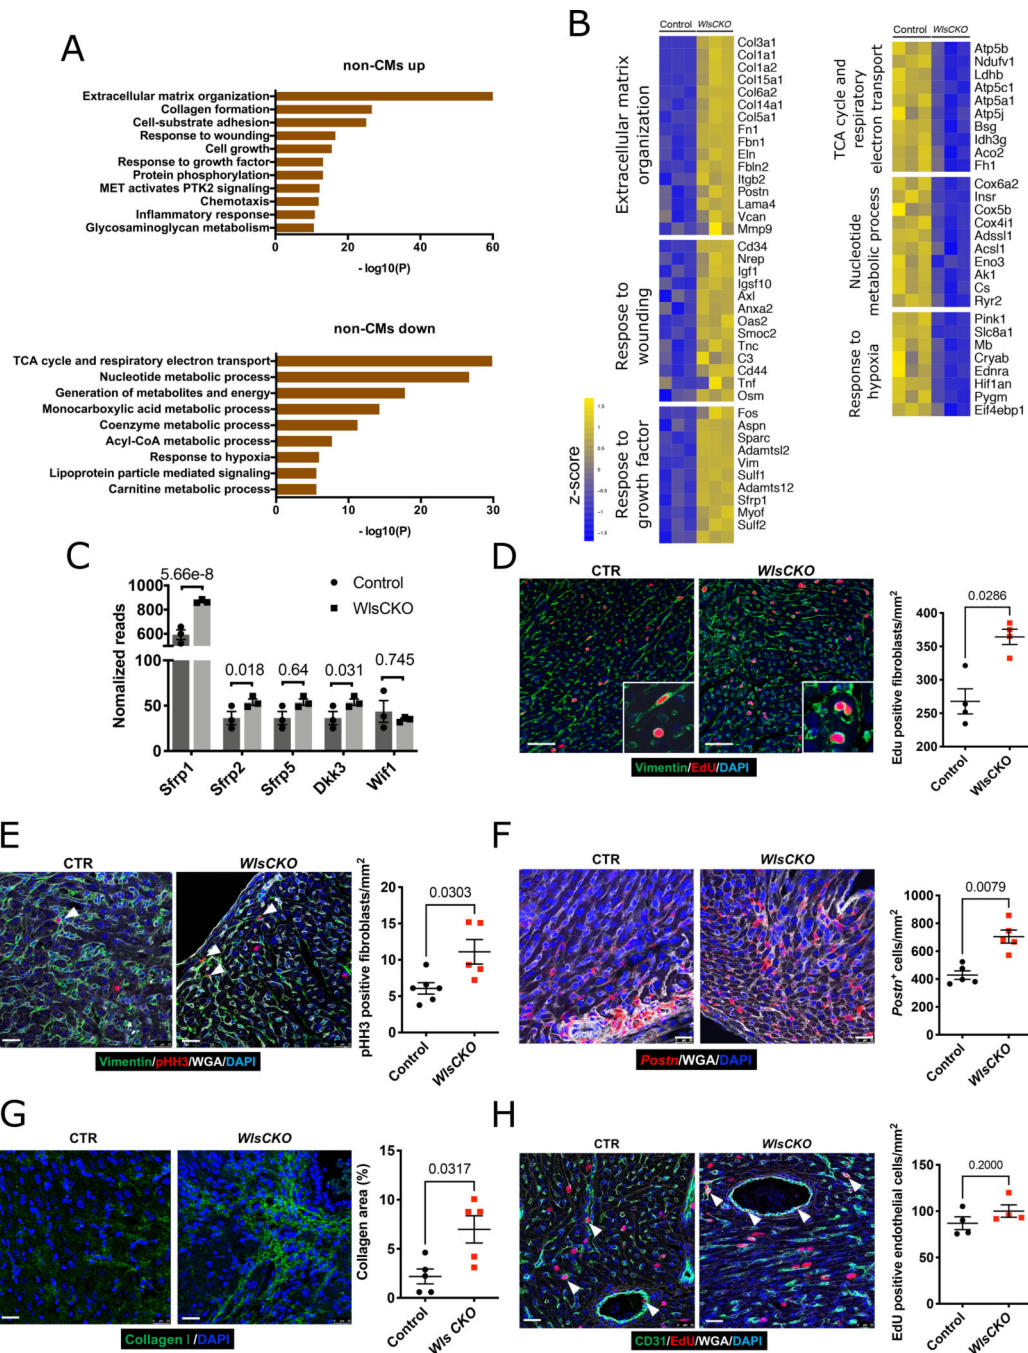 A
non-CMs up
Extracellular matrix organization
Collagen formation
Cell-substrate adhesion
Response to wounding
Cell growth
Response to growth factor
Protein phosphorylation
MET activates PTK2 signaling
Chemotaxis
Inflammatory response
Glycosaminoglycan metabolism
0 20 40 60
- log10(P)
non-CMs down
TCA cycle and respiratory electron transport
Nucleotide metabolic process
Generation of metabolites and energy
Monocarboxylic acid metabolic process
Coenzyme metabolic process
Acyl-CoA metabolic process
Response to hypoxia
Lipoprotein particle mediated signaling
Carnitine metabolic process
0 10 20 30
- log10(P)
B
Control WlsCKO
Extracellular matrix
organization
Col3a1
Col1a1
Col1a2
Col15a1
Col6a2
Col14a1
Col5a1
Fn1
Fbn1
Eln
Fbln2
Itgb2
Postn
Lama4
Vcan
Mmp9
Respose to
wounding
Cd34
Nrep
Igf1
Igsf10
Axl
Anxa2
Oas2
Smoc2
Tnc
C3
Cd44
Tnf
Osm
Respose to
growth factor
Fos
Aspn
Sparc
Adamtsl2
Vim
Sulf1
Adamts12
Sfrp1
Myof
Sulf2
z-score
1.5
1
0.5
0
-0.5
-1
-1.5
Control WlsCKO
TCA cycle and
respiratory
electron transport
Atp5b
Ndufv1
Ldhb
Atp5c1
Atp5a1
Atp5j
Bsg
Idh3g
Aco2
Fh1
Nucleotide
metabolic process
Cox6a2
Insr
Cox5b
Cox4i1
Adssl1
Acsl1
Eno3
Ak1
Cs
Ryr2
Response to
hypoxia
Pink1
Slc8a1
Mb
Cryab
Ednra
Hif1an
Pygm
Eif4ebp1
C
Nomalized reads
1000
800
600
100
50
0
5.66e-8
0.018
0.64
0.031
0.745
Control
WlsCKO
Sfrp1
Sfrp2
Sfrp5
Dkk3
Wif1
D
CTR WlsCKO
Vimentin/EdU/DAPI
Edu positive fibroblasts/mm2
400
350
300
250
200
0.0286
Control
WlsCKO
E
CTR WlsCKO
Vimentin/pHH3/WGA/DAPI
pHH3 positive fibroblasts/mm2
20
15
10
5
0
0.0303
Control
WlsCKO
F
CTR WlsCKO
Postn/WGA/DAPI
Postn+ cells/mm2
1000
800
600
400
200
0
0.0079
Control
WlsCKO
G
CTR WlsCKO
Collagen I /DAPI
Collagen area (%)
15
10
5
0
0.0317
Control
Wls CKO
H
CTR WlsCKO
CD31/EdU/WGA/DAPI
EdU positive endothelial cells/mm2
150
100
50
0
0.2000
Control
WlsCKO